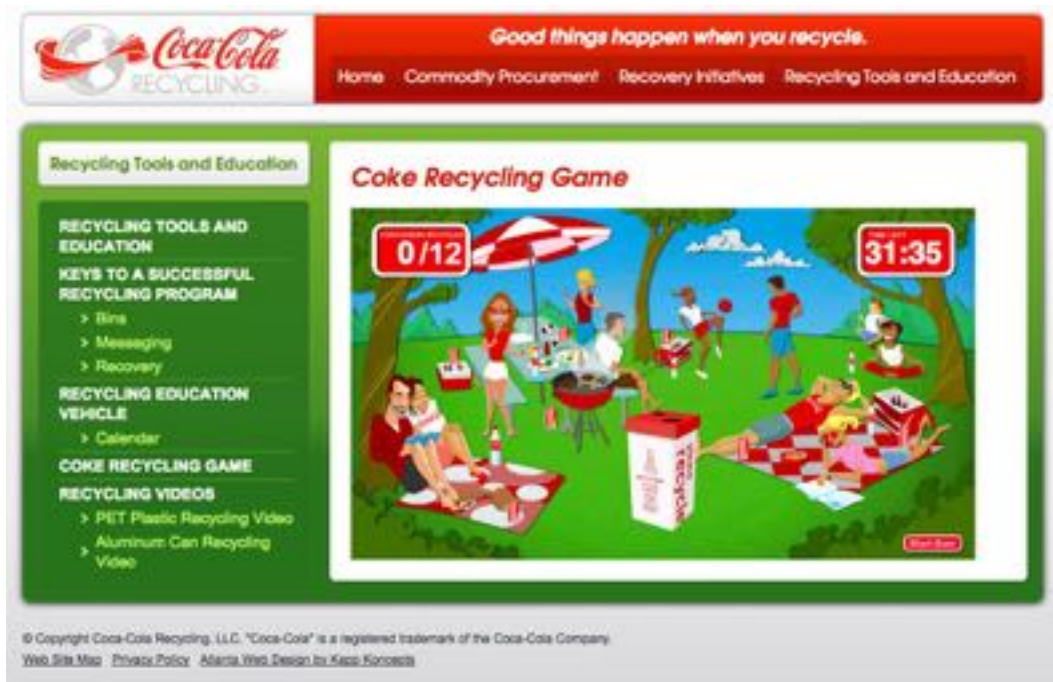 Coca-Cola
RECYCLING
Good things happen when you recycle.
Home Commodity Procurement Recovery Initiatives Recycling Tools and Education
Recycling Tools and Education
RECYCLING TOOLS AND
EDUCATION
KEYS TO A SUCCESSFUL
RECYCLING PROGRAM
> Bins
> Messaging
> Recovery
RECYCLING EDUCATION
VEHICLE
> Calendar
COKE RECYCLING GAME
RECYCLING VIDEOS
> PET Plastic Recycling Video
> Aluminum Can Recycling
Video
Coke Recycling Game
0/12
31:35
recycle
Start Over
© Copyright Coca-Cola Recycling, LLC. "Coca-Cola" is a registered trademark of the Coca-Cola Company.
Web Site Map Privacy Policy Atlanta Web Design by Kapp Koncepts